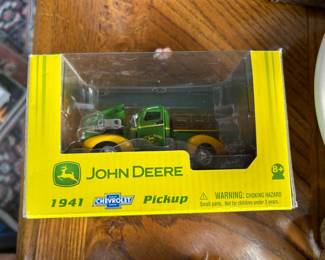 JOHN DEERE
8+
1941 CHEVROLET Pickup
WARNING: CHOKING HAZARD
Small parts. Not for children under 3 years.